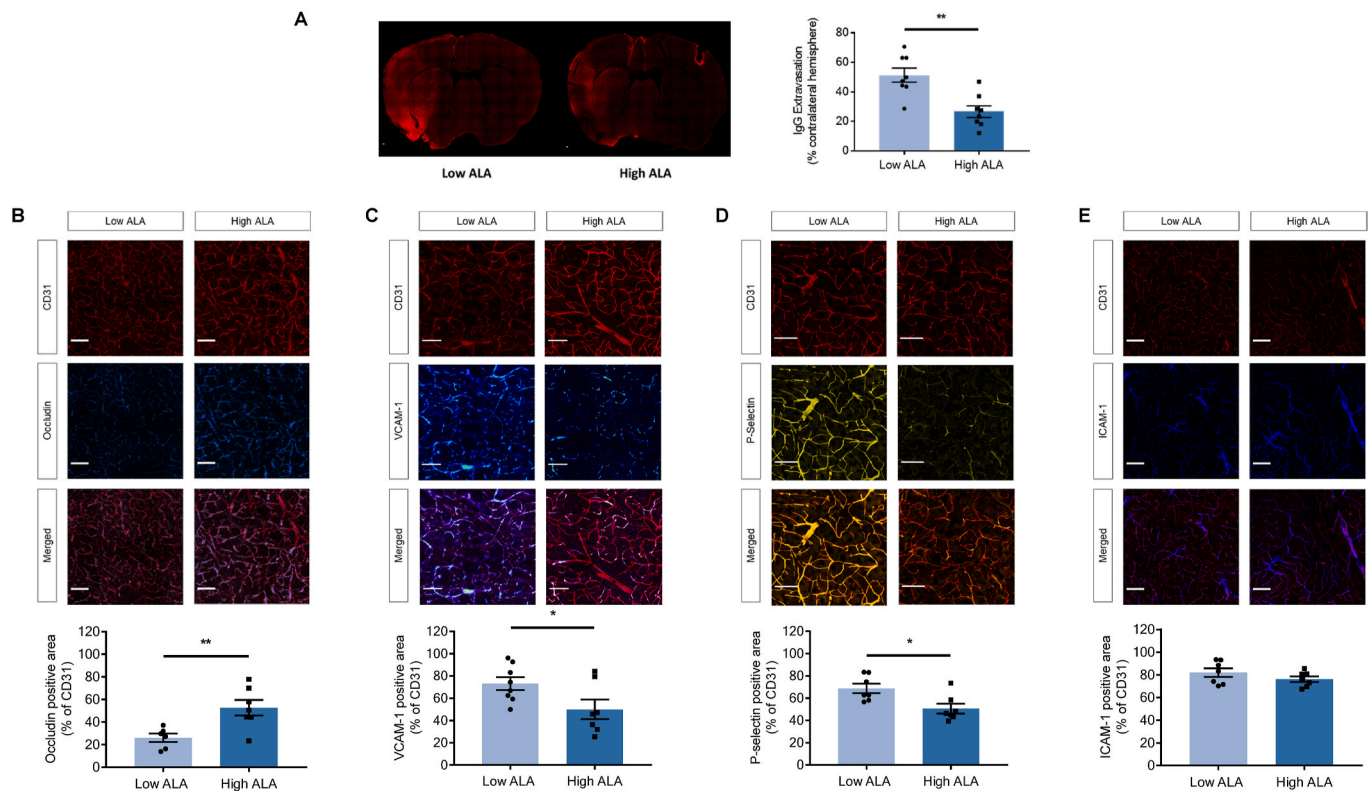 A
Low ALA
High ALA
**
IgG Extravasation
(% contralateral hemisphere)
80
60
40
20
0
Low ALA
High ALA
B
Low ALA
High ALA
CD31
Occludin
Merged
**
Occludin positive area
(% of CD31)
120
100
80
60
40
20
0
Low ALA
High ALA
C
Low ALA
High ALA
CD31
VCAM-1
Merged
*
VCAM-1 positive area
(% of CD31)
120
100
80
60
40
20
0
Low ALA
High ALA
D
Low ALA
High ALA
CD31
P-Selectin
Merged
*
P-selectin positive area
(% of CD31)
120
100
80
60
40
20
0
Low ALA
High ALA
E
Low ALA
High ALA
CD31
ICAM-1
Merged
ICAM-1 positive area
(% of CD31)
120
100
80
60
40
20
0
Low ALA
High ALA